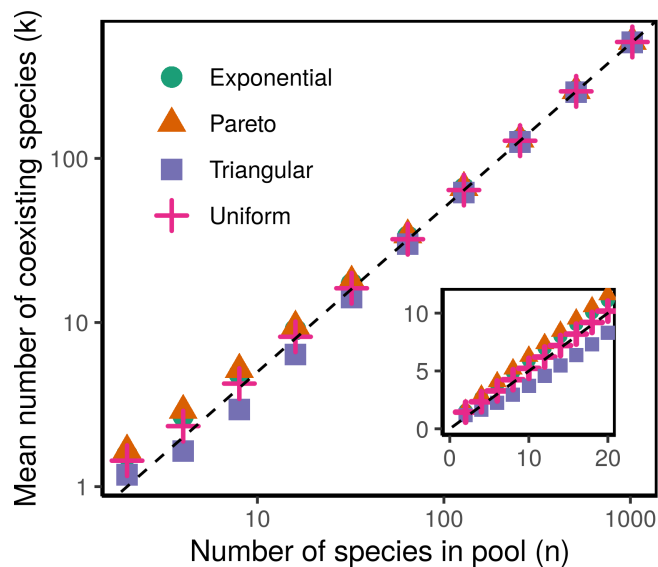 Mean number of coexisting species (k)
100
10
1
Exponential
Pareto
Triangular
Uniform
10
5
0
0
10
20
10
100
1000
Number of species in pool (n)